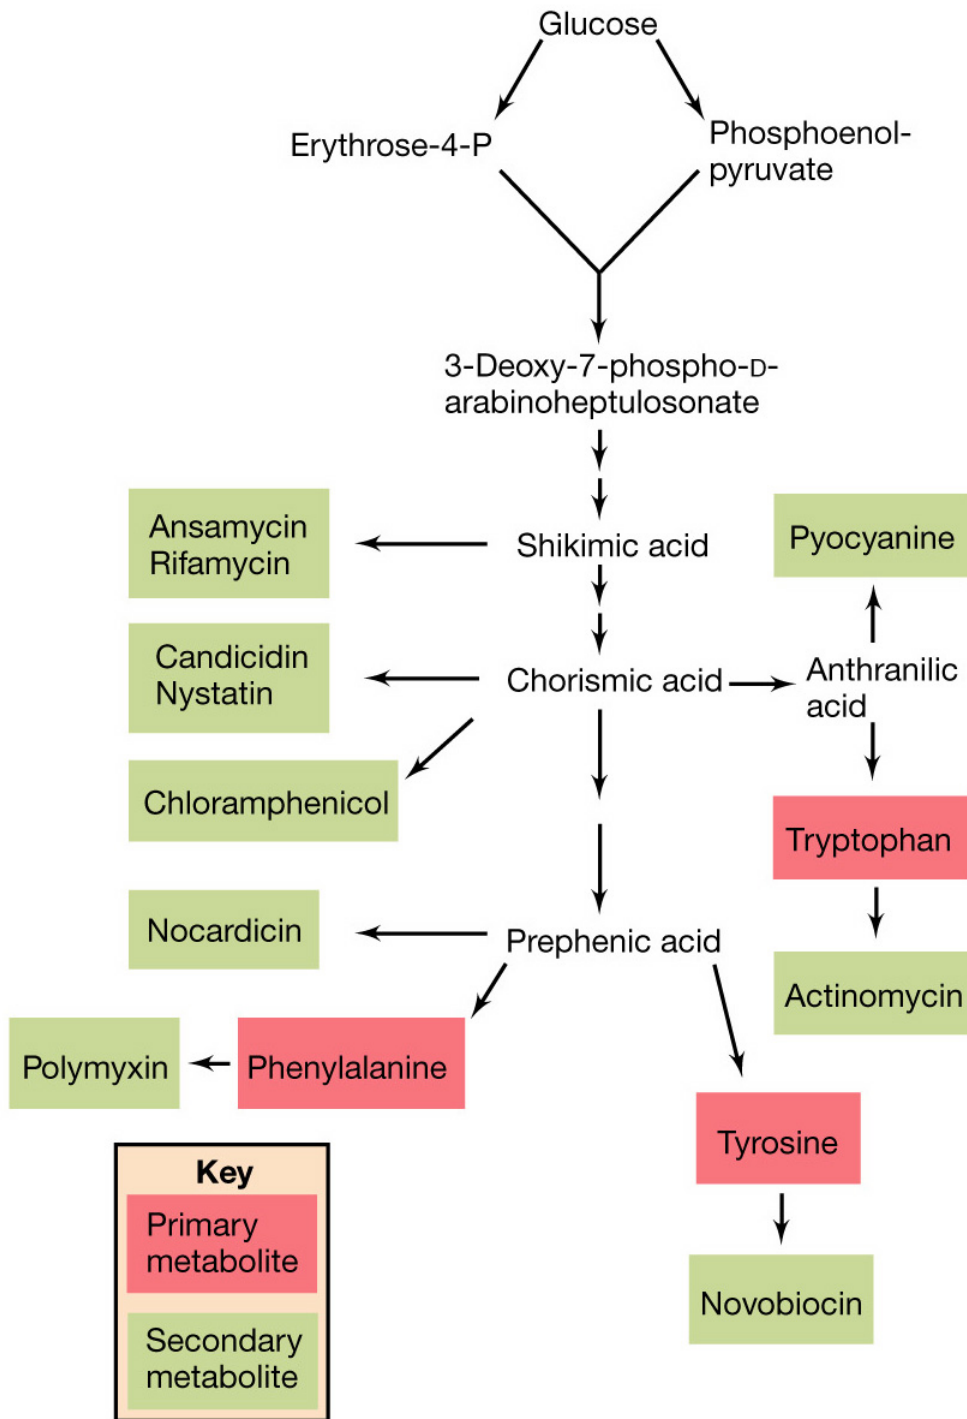 Glucose
Erythrose-4-P
Phosphoenol-
pyruvate
3-Deoxy-7-phospho-D-
arabinoheptulosonate
Ansamycin
Rifamycin
Shikimic acid
Pyocyanine
Candicidin
Nystatin
Chorismic acid
Anthranilic
acid
Chloramphenicol
Tryptophan
Nocardicin
Prephenic acid
Actinomycin
Polymyxin
Phenylalanine
Tyrosine
Novobiocin
Key
Primary
metabolite
Secondary
metabolite